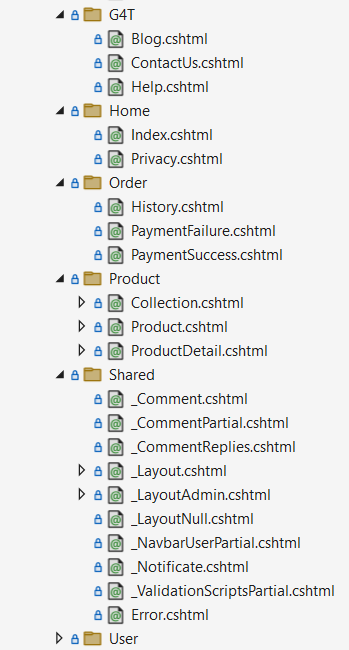 G4T
Blog.cshtml
ContactUs.cshtml
Help.cshtml
Home
Index.cshtml
Privacy.cshtml
Order
History.cshtml
PaymentFailure.cshtml
PaymentSuccess.cshtml
Product
Collection.cshtml
Product.cshtml
ProductDetail.cshtml
Shared
_Comment.cshtml
_CommentPartial.cshtml
_CommentReplies.cshtml
_Layout.cshtml
_LayoutAdmin.cshtml
_LayoutNull.cshtml
_NavbarUserPartial.cshtml
_Notificate.cshtml
_ValidationScriptsPartial.cshtml
Error.cshtml
User